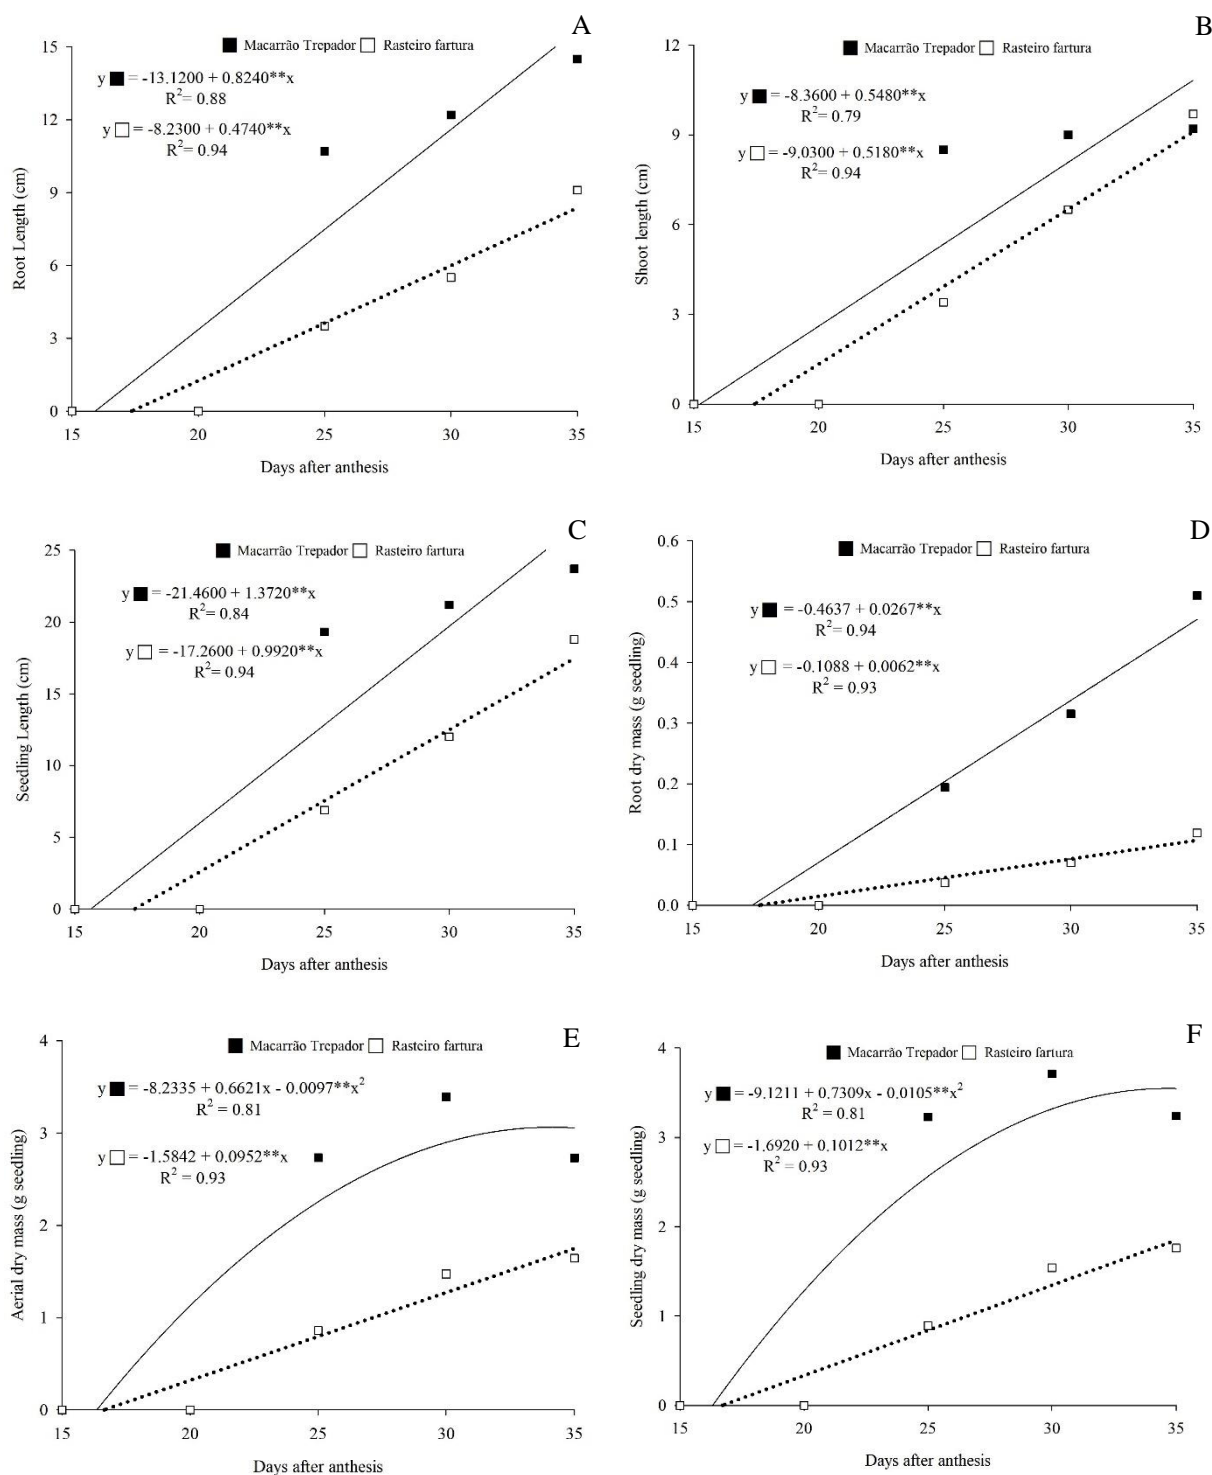 A
■ Macarrão Trepador □ Rasteiro fartura
y ■ = -13.1200 + 0.8240**x
R²= 0.88
y □ = -8.2300 + 0.4740**x
R²= 0.94
15
12
9
6
3
0
Root Length (cm)
15 20 25 30 35
Days after anthesis
B
■ Macarrão Trepador □ Rasteiro fartura
y ■ = -8.3600 + 0.5480**x
R²= 0.79
y □ = -9.0300 + 0.5180**x
R²= 0.94
12
9
6
3
0
Shoot length (cm)
15 20 25 30 35
Days after anthesis
C
■ Macarrão Trepador □ Rasteiro fartura
y ■ = -21.4600 + 1.3720**x
R²= 0.84
y □ = -17.2600 + 0.9920**x
R²= 0.94
25
20
15
10
5
0
Seedling Length (cm)
15 20 25 30 35
Days after anthesis
D
■ Macarrão Trepador □ Rasteiro fartura
y ■ = -0.4637 + 0.0267**x
R²= 0.94
y □ = -0.1088 + 0.0062**x
R² = 0.93
0.6
0.5
0.4
0.3
0.2
0.1
0.0
Root dry mass (g seedling)
15 20 25 30 35
Days after anthesis
E
■ Macarrão Trepador □ Rasteiro fartura
y ■ = -8.2335 + 0.6621x - 0.0097**x²
R² = 0.81
y □ = -1.5842 + 0.0952**x
R² = 0.93
4
3
2
1
0
Aerial dry mass (g seedling)
15 20 25 30 35
Days after anthesis
F
■ Macarrão Trepador □ Rasteiro fartura
y ■ = -9.1211 + 0.7309x - 0.0105**x²
R² = 0.81
y □ = -1.6920 + 0.1012**x
R² = 0.93
4
3
2
1
0
Seedling dry mass (g seedling)
15 20 25 30 35
Days after anthesis